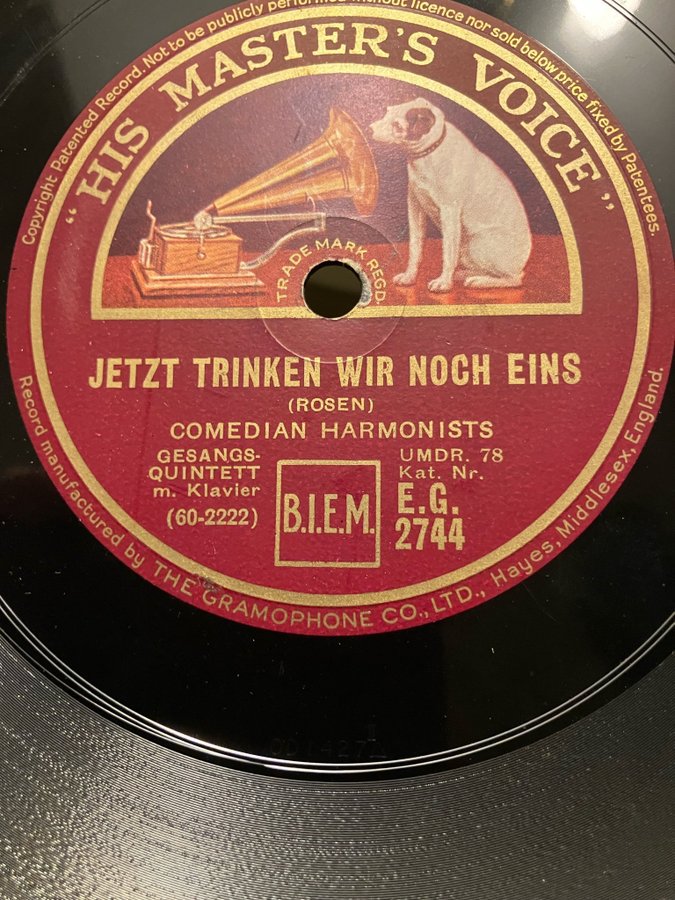 Copyright Patented Record. Not to be publicly performed without licence nor sold below price fixed by Patentees.
"HIS MASTER'S VOICE"
TRADE MARK REGD.
JETZT TRINKEN WIR NOCH EINS
(ROSEN)
COMEDIAN HARMONISTS
GESANGS-
QUINTETT
m. Klavier
(60-2222)
B.I.E.M.
UMDR. 78
Kat. Nr.
E.G.
2744
Record manufactured by THE GRAMOPHONE CO., LTD., Hayes, Middlesex, England.